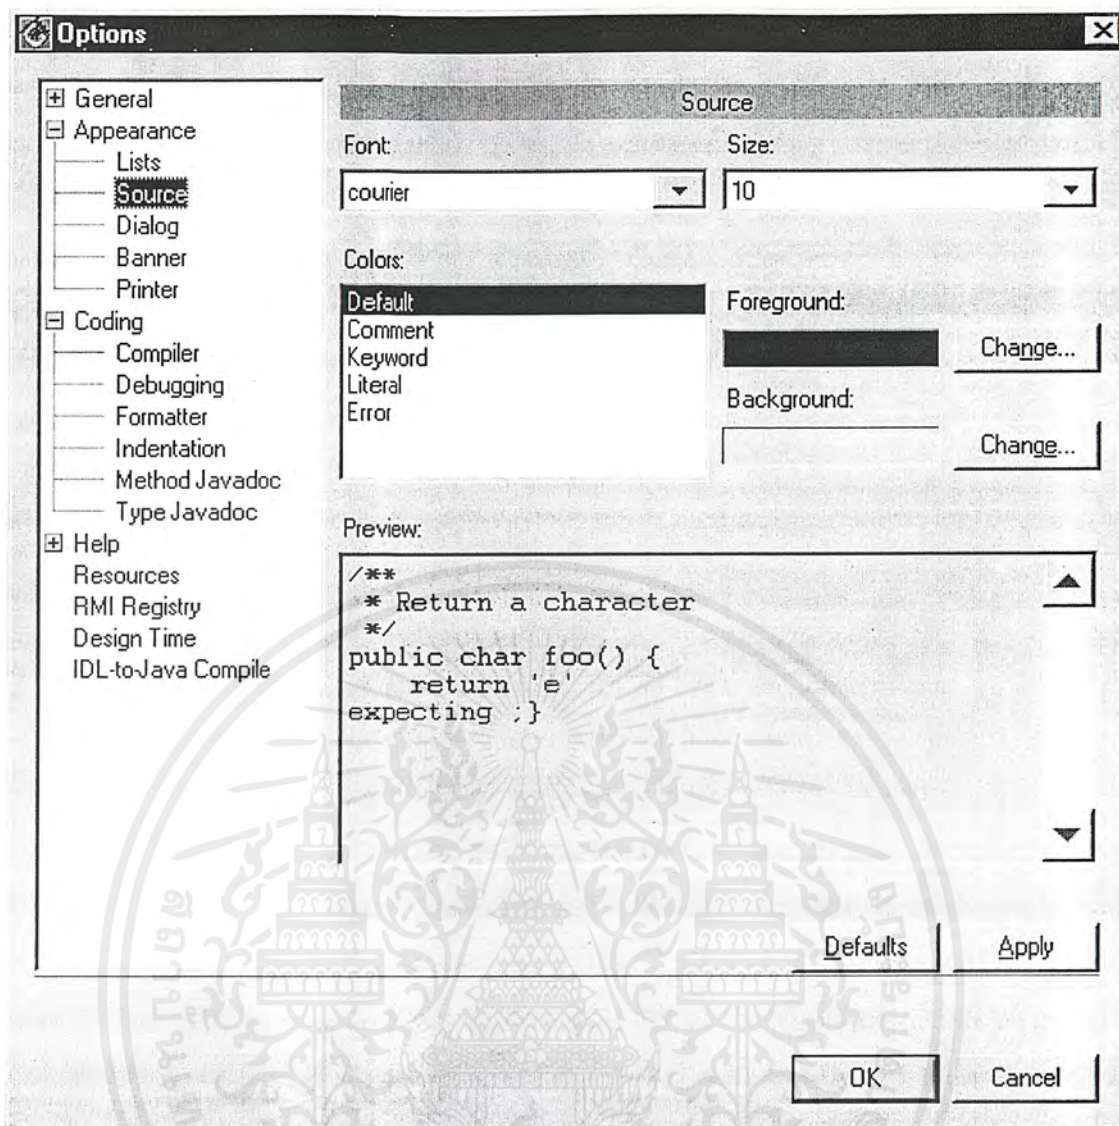 Options
General
Appearance
Lists
Source
Dialog
Banner
Printer
Coding
Compiler
Debugging
Formatter
Indentation
Method Javadoc
Type Javadoc
Help
Resources
RMI Registry
Design Time
IDL-to-Java Compile
Source
Font:
Size:
courier
10
Colors:
Default
Comment
Keyword
Literal
Error
Foreground:
Change...
Background:
Change...
Preview:
/**
* Return a character
*/
public char foo() {
return 'e'
expecting ;}
Defaults
Apply
OK
Cancel